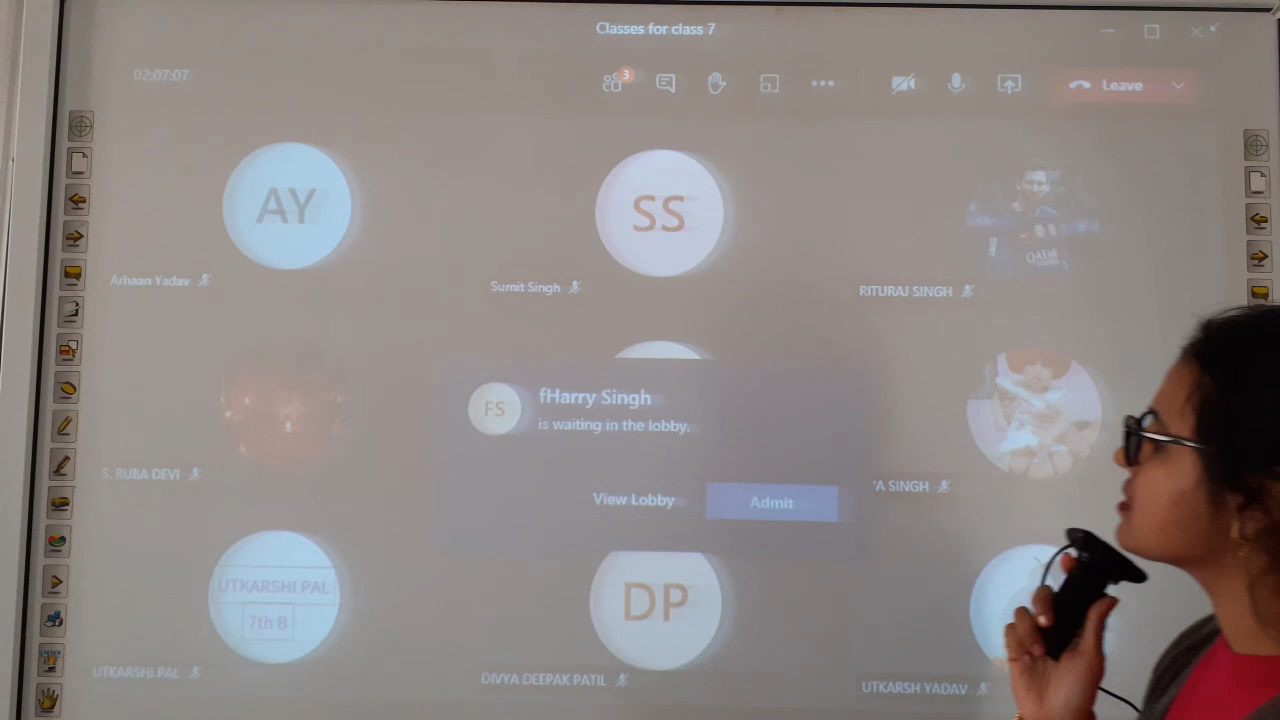 Classes for class 7
02:07:07
3
Leave
AY
SS
QATAR
Arhaan Yadav
Sumit Singh
RITURAJ SINGH
FS
fHarry Singh
is waiting in the lobby.
S. RUBA DEVI
'A SINGH
View Lobby
Admit
UTKARSHI PAL
7th B
DP
UTKARSHI PAL
DIVYA DEEPAK PATIL
UTKARSH YADAV